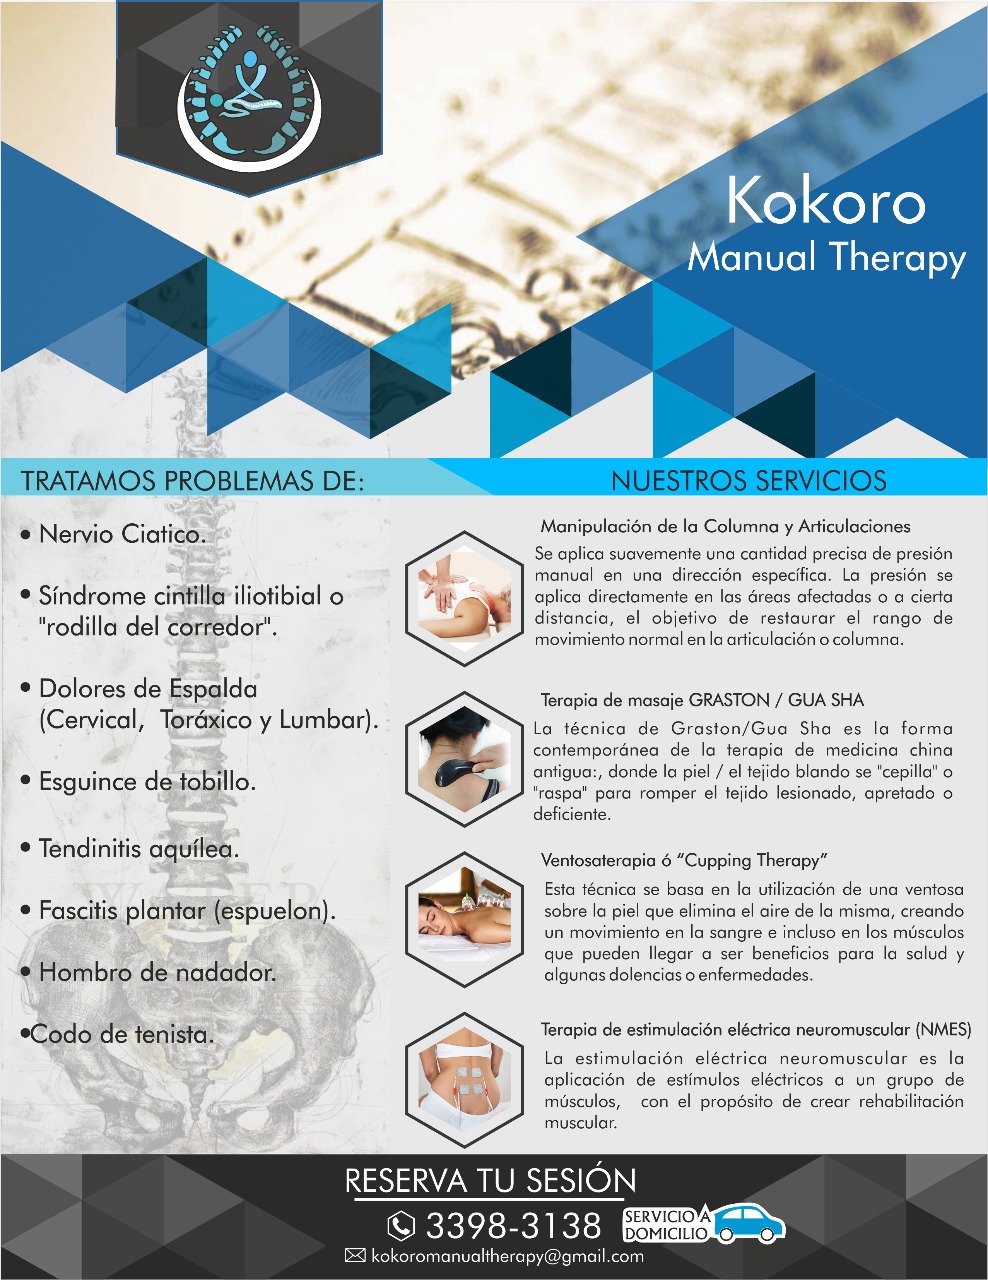 Kokoro
Manual Therapy
TRATAMOS PROBLEMAS DE:
• Nervio Ciatico.
• Síndrome cintilla iliotibial o
"rodilla del corredor".
• Dolores de Espalda
(Cervical, Toráxico y Lumbar).
• Esguince de tobillo.
• Tendinitis aquílea.
• Fascitis plantar (espuelon).
• Hombro de nadador.
•Codo de tenista.
NUESTROS SERVICIOS
Manipulación de la Columna y Articulaciones
Se aplica suavemente una cantidad precisa de presión
manual en una dirección específica. La presión se
aplica directamente en las áreas afectadas o a cierta
distancia, el objetivo de restaurar el rango de
movimiento normal en la articulación o columna.
Terapia de masaje GRASTON / GUA SHA
La técnica de Graston/Gua Sha es la forma
contemporánea de la terapia de medicina china
antigua:, donde la piel / el tejido blando se "cepilla" o
"raspa" para romper el tejido lesionado, apretado o
deficiente.
Ventosaterapia ó “Cupping Therapy”
Esta técnica se basa en la utilización de una ventosa
sobre la piel que elimina el aire de la misma, creando
un movimiento en la sangre e incluso en los músculos
que pueden llegar a ser beneficios para la salud y
algunas dolencias o enfermedades.
Terapia de estimulación eléctrica neuromuscular (NMES)
La estimulación eléctrica neuromuscular es la
aplicación de estímulos eléctricos a un grupo de
músculos, con el propósito de crear rehabilitación
muscular.
RESERVA TU SESIÓN
3398-3138
SERVICIO A
DOMICILIO
kokoromanualtherapy@gmail.com